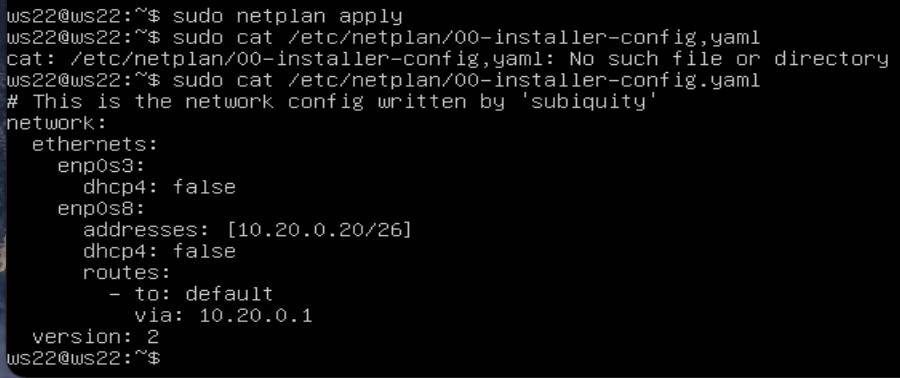 ws22@ws22:~$ sudo netplan apply
ws22@ws22:~$ sudo cat /etc/netplan/00-installer-config,yaml
cat: /etc/netplan/00-installer-config,yaml: No such file or directory
ws22@ws22:~$ sudo cat /etc/netplan/00-installer-config.yaml
# This is the network config written by 'subiquity'
network:
  ethernets:
    enp0s3:
      dhcp4: false
    enp0s8:
      addresses: [10.20.0.20/26]
      dhcp4: false
      routes:
        - to: default
          via: 10.20.0.1
  version: 2
ws22@ws22:~$